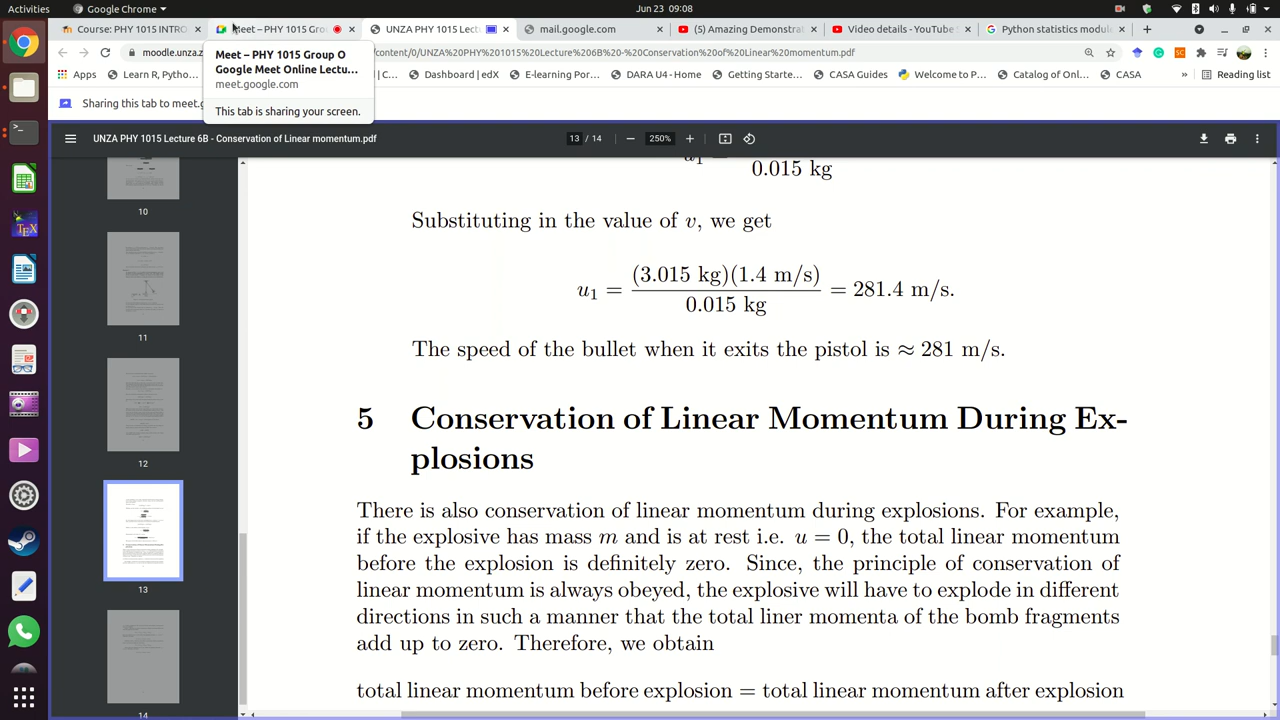 Activities Google Chrome Jun 23 09:08
Course: PHY 1015 INTRO Meet – PHY 1015 Gro UNZA PHY 1015 Lectu mail.google.com (5) Amazing Demonstrat Video details - YouTube Python statistics module
moodle.unza.z content/0/UNZA%20PHY%201015%20Lecture%206B%20-%20Conservation%20of%20Linear%20momentum.pdf
Meet – PHY 1015 Group O
Google Meet Online Lectu...
meet.google.com
This tab is sharing your screen.
Apps Learn R, Pytho... | C... Dashboard | edX E-learning Por... DARA U4 - Home Getting Starte... CASA Guides Welcome to P... Catalog of Onl... CASA » Reading list
Sharing this tab to meet.g
UNZA PHY 1015 Lecture 6B - Conservation of Linear momentum.pdf 13 / 14 250%
10
11
12
13
14
0.015 kg
Substituting in the value of v, we get
u1 = (3.015 kg)(1.4 m/s) / 0.015 kg = 281.4 m/s.
The speed of the bullet when it exits the pistol is ≈ 281 m/s.
5 Conservation of Linear Momentum During Ex-
plosions
There is also conservation of linear momentum during explosions. For example,
if the explosive has mass m and is at rest i.e. u = 0, the total linear momentum
before the explosion is definitely zero. Since, the principle of conservation of
linear momentum is always obeyed, the explosive will have to explode in different
directions in such a manner that the total liner momenta of the bomb fragments
add up to zero. Therefore, we obtain
total linear momentum before explosion = total linear momentum after explosion